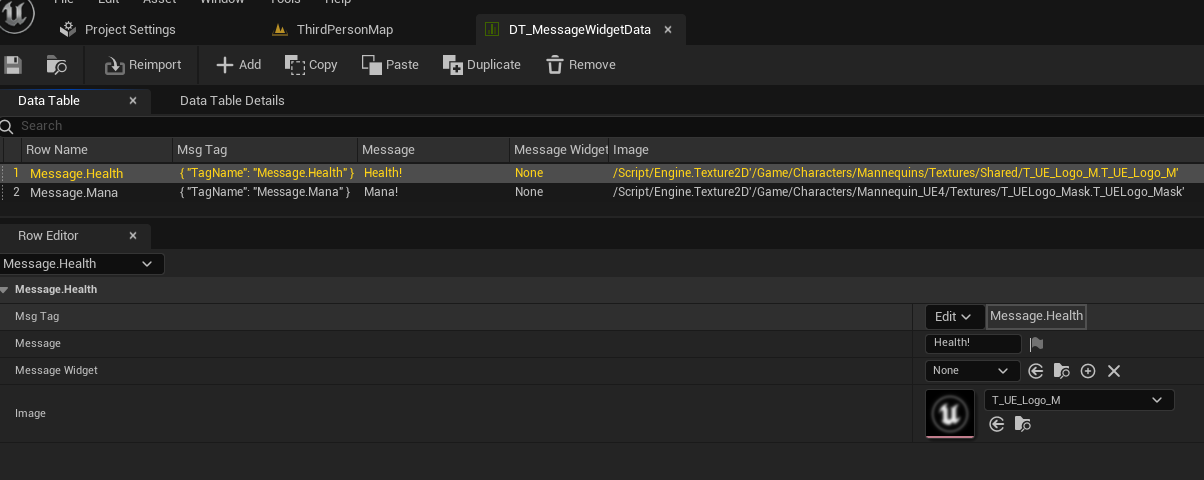 File Edit Asset Window Tools Help
Project Settings ThirdPersonMap DT_MessageWidgetData
Reimport Add Copy Paste Duplicate Remove
Data Table Data Table Details
Search
Row Name Msg Tag Message Message Widget Image
1 Message.Health { "TagName": "Message.Health" } Health! None /Script/Engine.Texture2D'/Game/Characters/Mannequins/Textures/Shared/T_UE_Logo_M.T_UE_Logo_M'
2 Message.Mana { "TagName": "Message.Mana" } Mana! None /Script/Engine.Texture2D'/Game/Characters/Mannequin_UE4/Textures/T_UELogo_Mask.T_UELogo_Mask'
Row Editor
Message.Health
Message.Health
Msg Tag Edit Message.Health
Message Health!
Message Widget None
Image T_UE_Logo_M